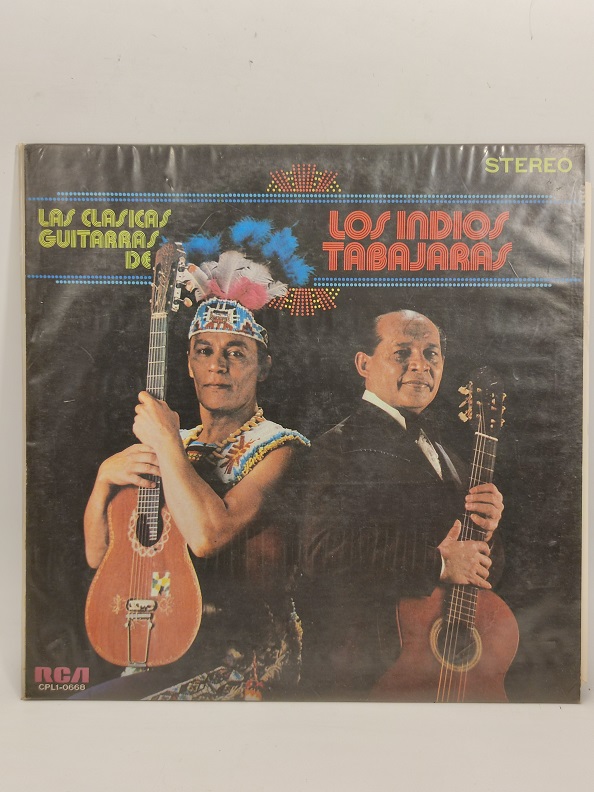 STEREO
LAS CLASICAS
GUITARRAS
DE
LOS INDIOS
TABAJARAS
RCA
CPL1-0668